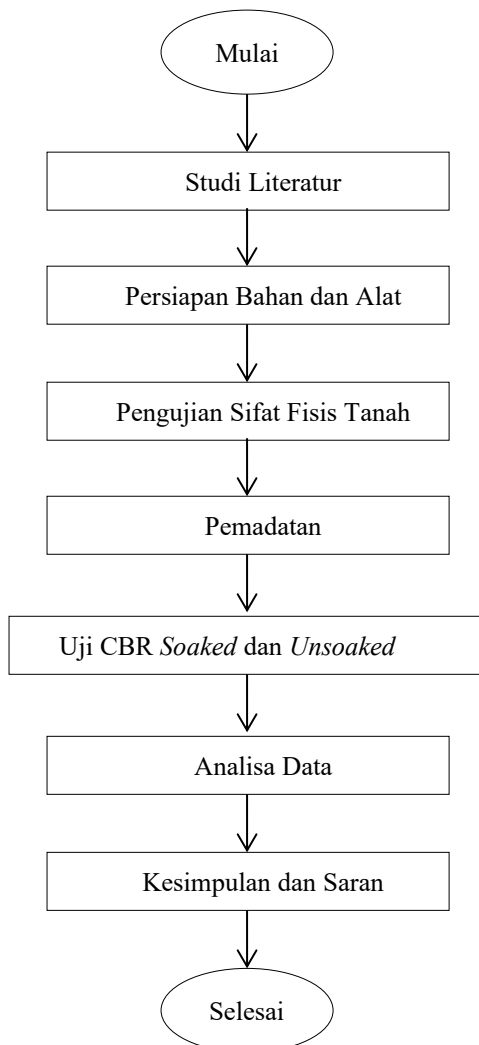 Mulai
Studi Literatur
Persiapan Bahan dan Alat
Pengujian Sifat Fisis Tanah
Pemadatan
Uji CBR Soaked dan Unsoaked
Analisa Data
Kesimpulan dan Saran
Selesai